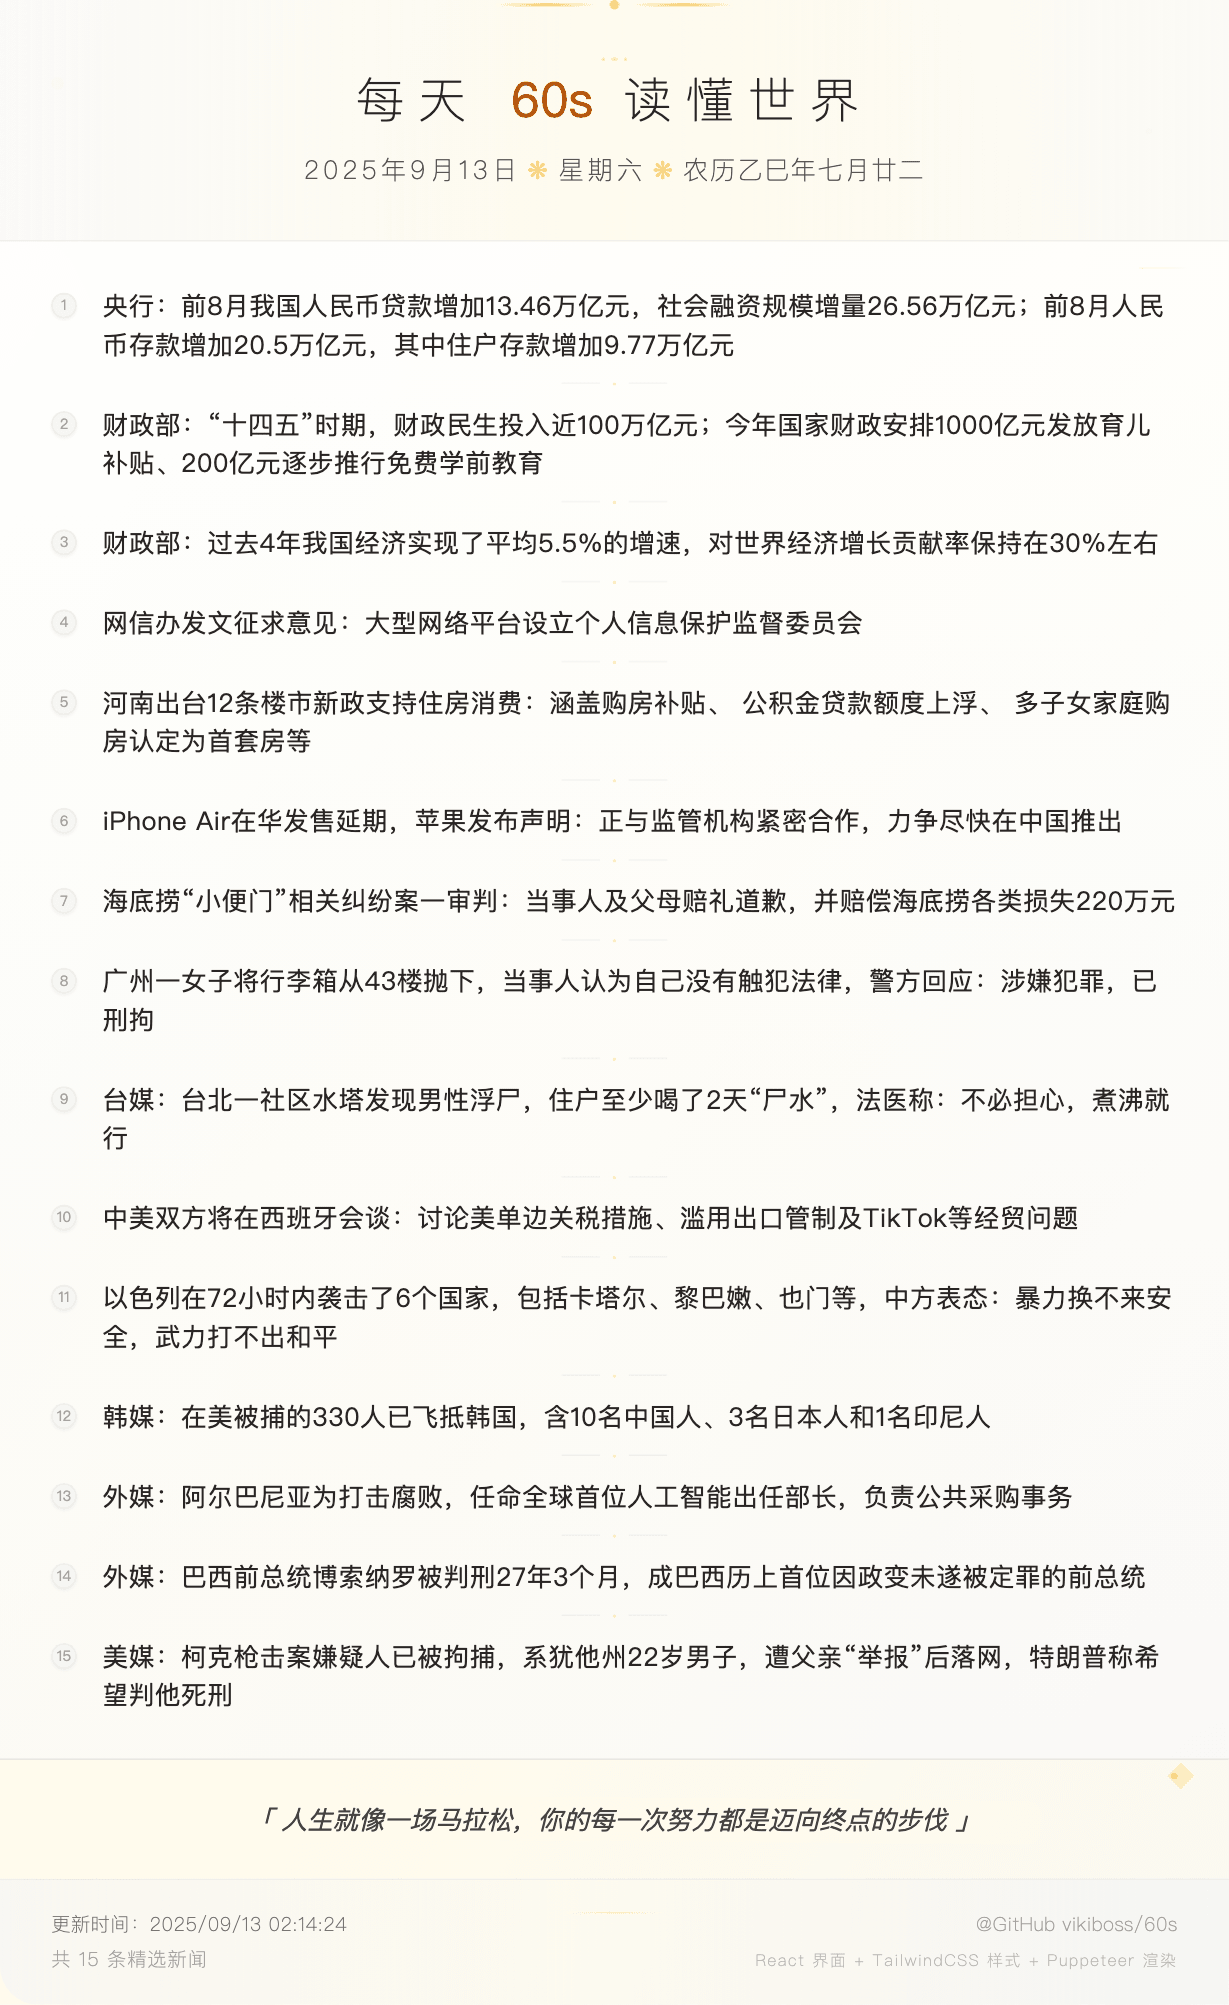 每天 60s 读懂世界
2025年9月13日 ❋ 星期六 ❋ 农历乙巳年七月廿二
1 央行：前8月我国人民币贷款增加13.46万亿元，社会融资规模增量26.56万亿元；前8月人民
币存款增加20.5万亿元，其中住户存款增加9.77万亿元
2 财政部：“十四五”时期，财政民生投入近100万亿元；今年国家财政安排1000亿元发放育儿
补贴、200亿元逐步推行免费学前教育
3 财政部：过去4年我国经济实现了平均5.5%的增速，对世界经济增长贡献率保持在30%左右
4 网信办发文征求意见：大型网络平台设立个人信息保护监督委员会
5 河南出台12条楼市新政支持住房消费：涵盖购房补贴、 公积金贷款额度上浮、 多子女家庭购
房认定为首套房等
6 iPhone Air在华发售延期，苹果发布声明：正与监管机构紧密合作，力争尽快在中国推出
7 海底捞“小便门”相关纠纷案一审判：当事人及父母赔礼道歉，并赔偿海底捞各类损失220万元
8 广州一女子将行李箱从43楼抛下，当事人认为自己没有触犯法律，警方回应：涉嫌犯罪，已
刑拘
9 台媒：台北一社区水塔发现男性浮尸，住户至少喝了2天“尸水”，法医称：不必担心，煮沸就
行
10 中美双方将在西班牙会谈：讨论美单边关税措施、滥用出口管制及TikTok等经贸问题
11 以色列在72小时内袭击了6个国家，包括卡塔尔、黎巴嫩、也门等，中方表态：暴力换不来安
全，武力打不出和平
12 韩媒：在美被捕的330人已飞抵韩国，含10名中国人、3名日本人和1名印尼人
13 外媒：阿尔巴尼亚为打击腐败，任命全球首位人工智能出任部长，负责公共采购事务
14 外媒：巴西前总统博索纳罗被判刑27年3个月，成巴西历上首位因政变未遂被定罪的前总统
15 美媒：柯克枪击案嫌疑人已被拘捕，系犹他州22岁男子，遭父亲“举报”后落网，特朗普称希
望判他死刑
「 人生就像一场马拉松，你的每一次努力都是迈向终点的步伐 」
更新时间：2025/09/13 02:14:24
@GitHub vikiboss/60s
共 15 条精选新闻
React 界面 + TailwindCSS 样式 + Puppeteer 渲染